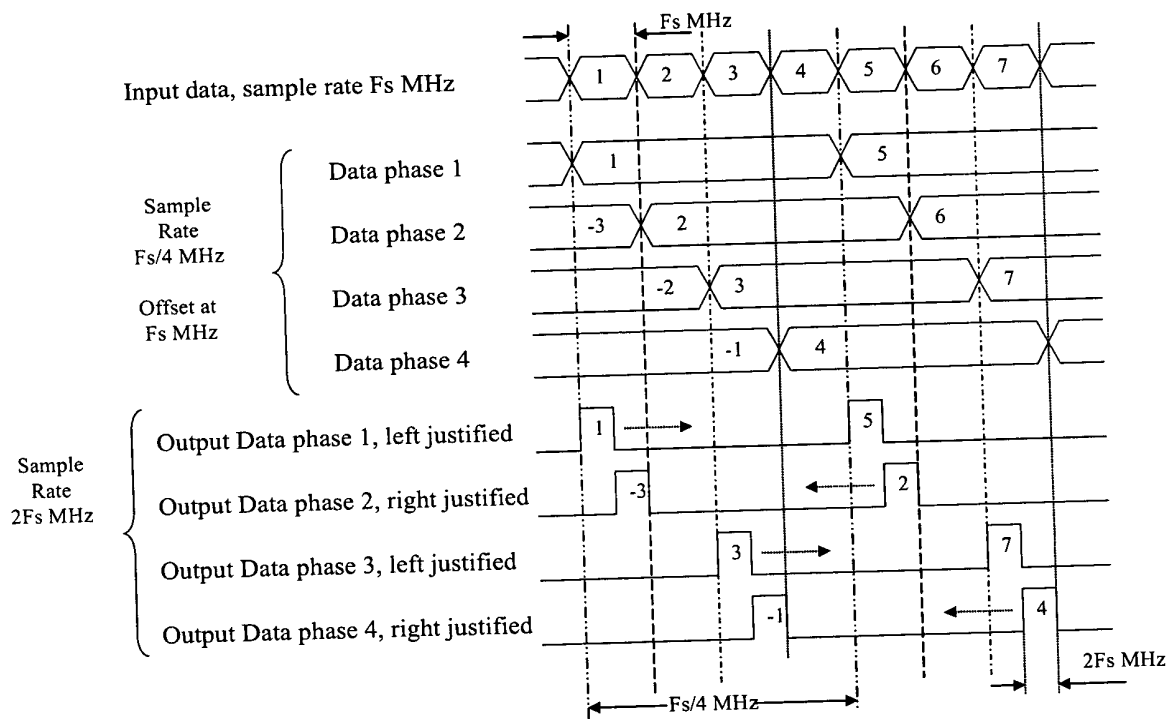 Fs MHz
Input data, sample rate Fs MHz
1 2 3 4 5 6 7
Sample
Rate
Fs/4 MHz
Offset at
Fs MHz
Data phase 1
1 5
Data phase 2
-3 2 6
Data phase 3
-2 3 7
Data phase 4
-1 4
Sample
Rate
2Fs MHz
Output Data phase 1, left justified
1 5
Output Data phase 2, right justified
-3 2
Output Data phase 3, left justified
3 7
Output Data phase 4, right justified
-1 4
2Fs MHz
Fs/4 MHz